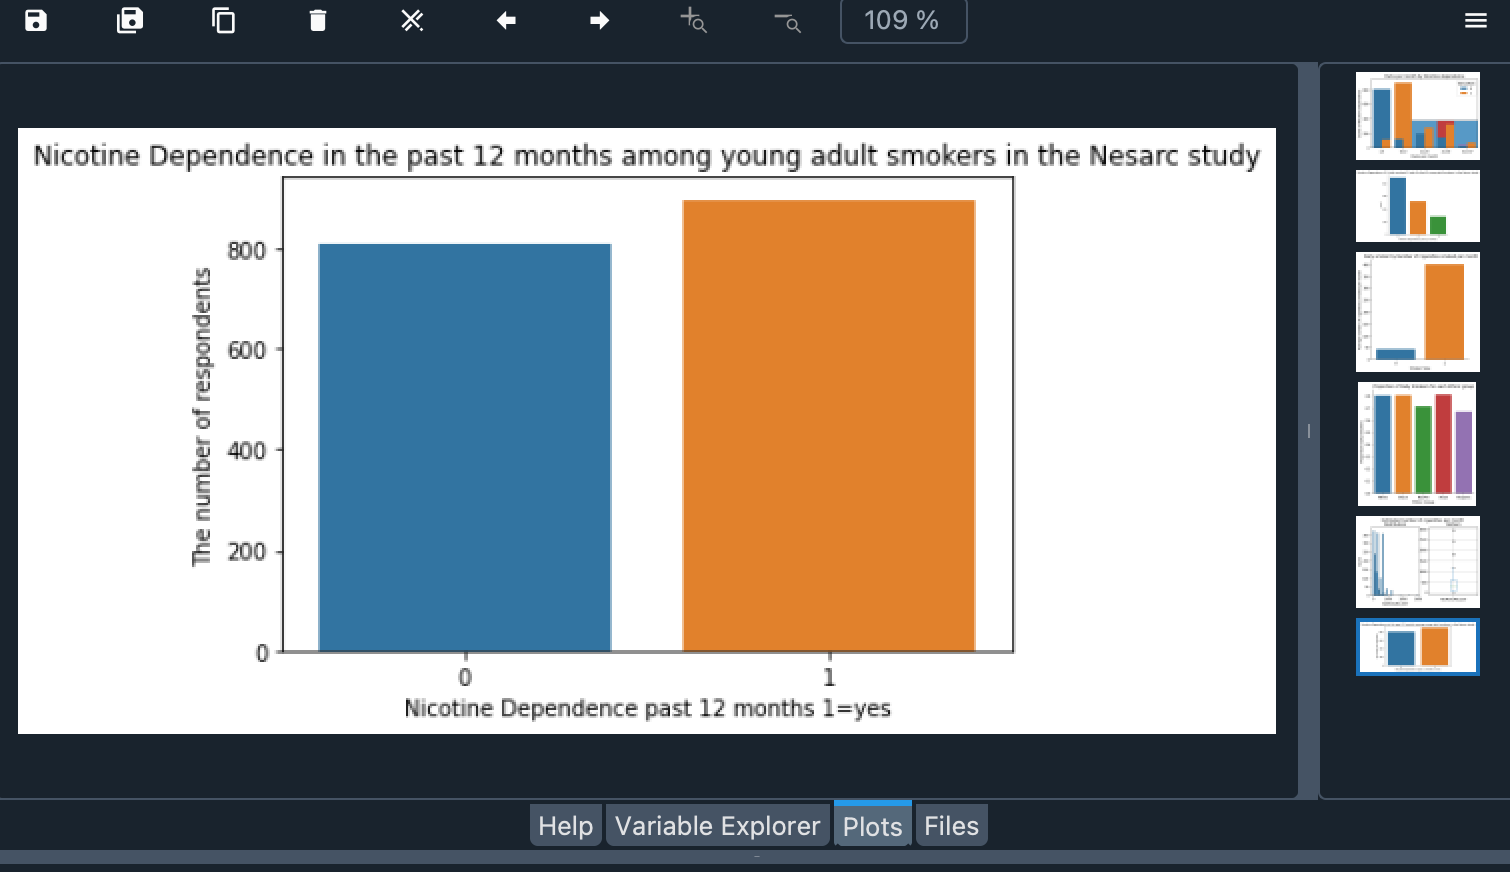 109 %
Nicotine Dependence in the past 12 months among young adult smokers in the Nesarc study
The number of respondents
800
600
400
200
0
0 1
Nicotine Dependence past 12 months 1=yes
Help Variable Explorer Plots Files